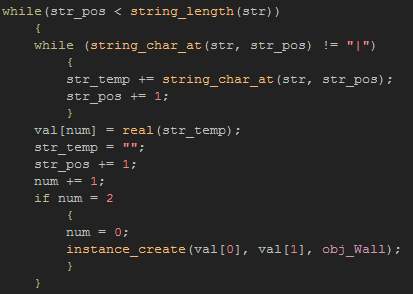 while(str_pos < string_length(str))
{
while (string_char_at(str, str_pos) != "|")
{
str_temp += string_char_at(str, str_pos);
str_pos += 1;
}
val[num] = real(str_temp);
str_temp = "";
str_pos += 1;
num += 1;
if num = 2
{
num = 0;
instance_create(val[0], val[1], obj_Wall);
}
}